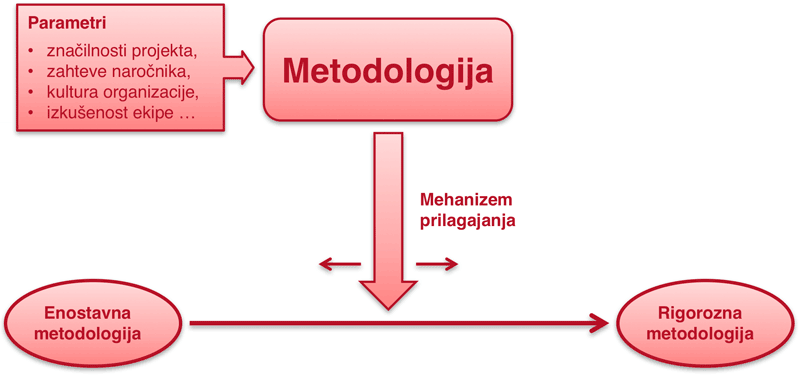 Parametri
• značilnosti projekta,
• zahteve naročnika,
• kultura organizacije,
• izkušenost ekipe …
Metodologija
Mehanizem
prilagajanja
Enostavna
metodologija
Rigorozna
metodologija